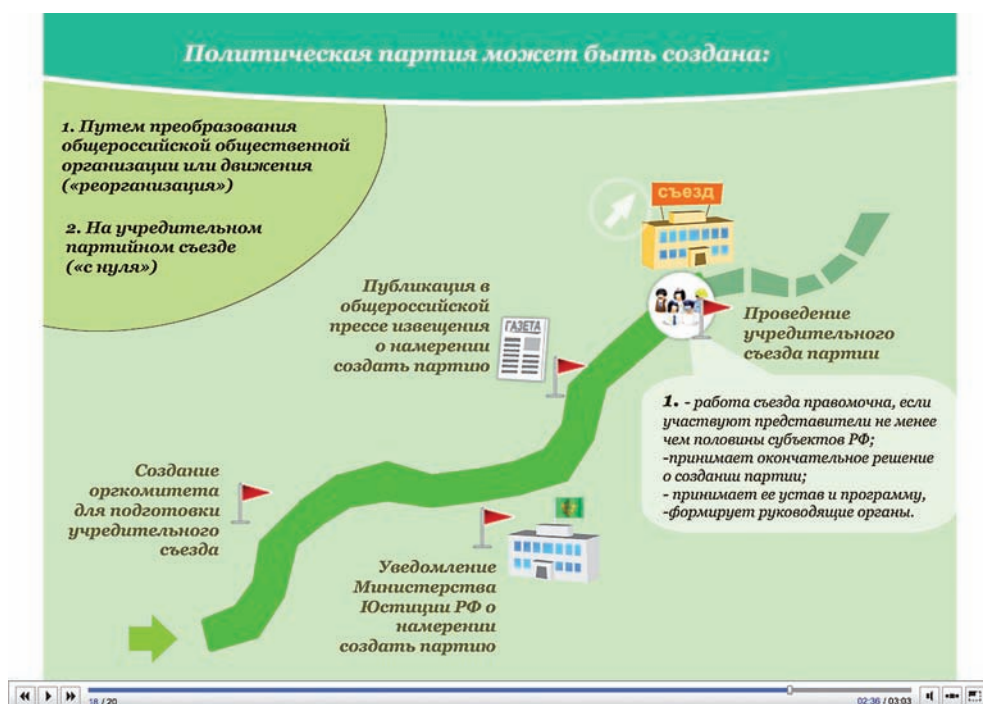 Политическая партия может быть создана:
1. Путем преобразования
общероссийской общественной
организации или движения
(«реорганизация»)
2. На учредительном
партийном съезде
(«с нуля»)
съезд
Публикация в
общероссийской
прессе извещения
о намерении
создать партию
ГАЗЕТА
Проведение
учредительного
съезда партии
1. - работа съезда правомочна, если
участвуют представители не менее
чем половины субъектов РФ;
-принимает окончательное решение
о создании партии;
- принимает ее устав и программу,
-формирует руководящие органы.
Создание
оргкомитета
для подготовки
учредительного
съезда
Уведомление
Министерства
Юстиции РФ о
намерении
создать партию
18 / 20
02:36 / 03:03